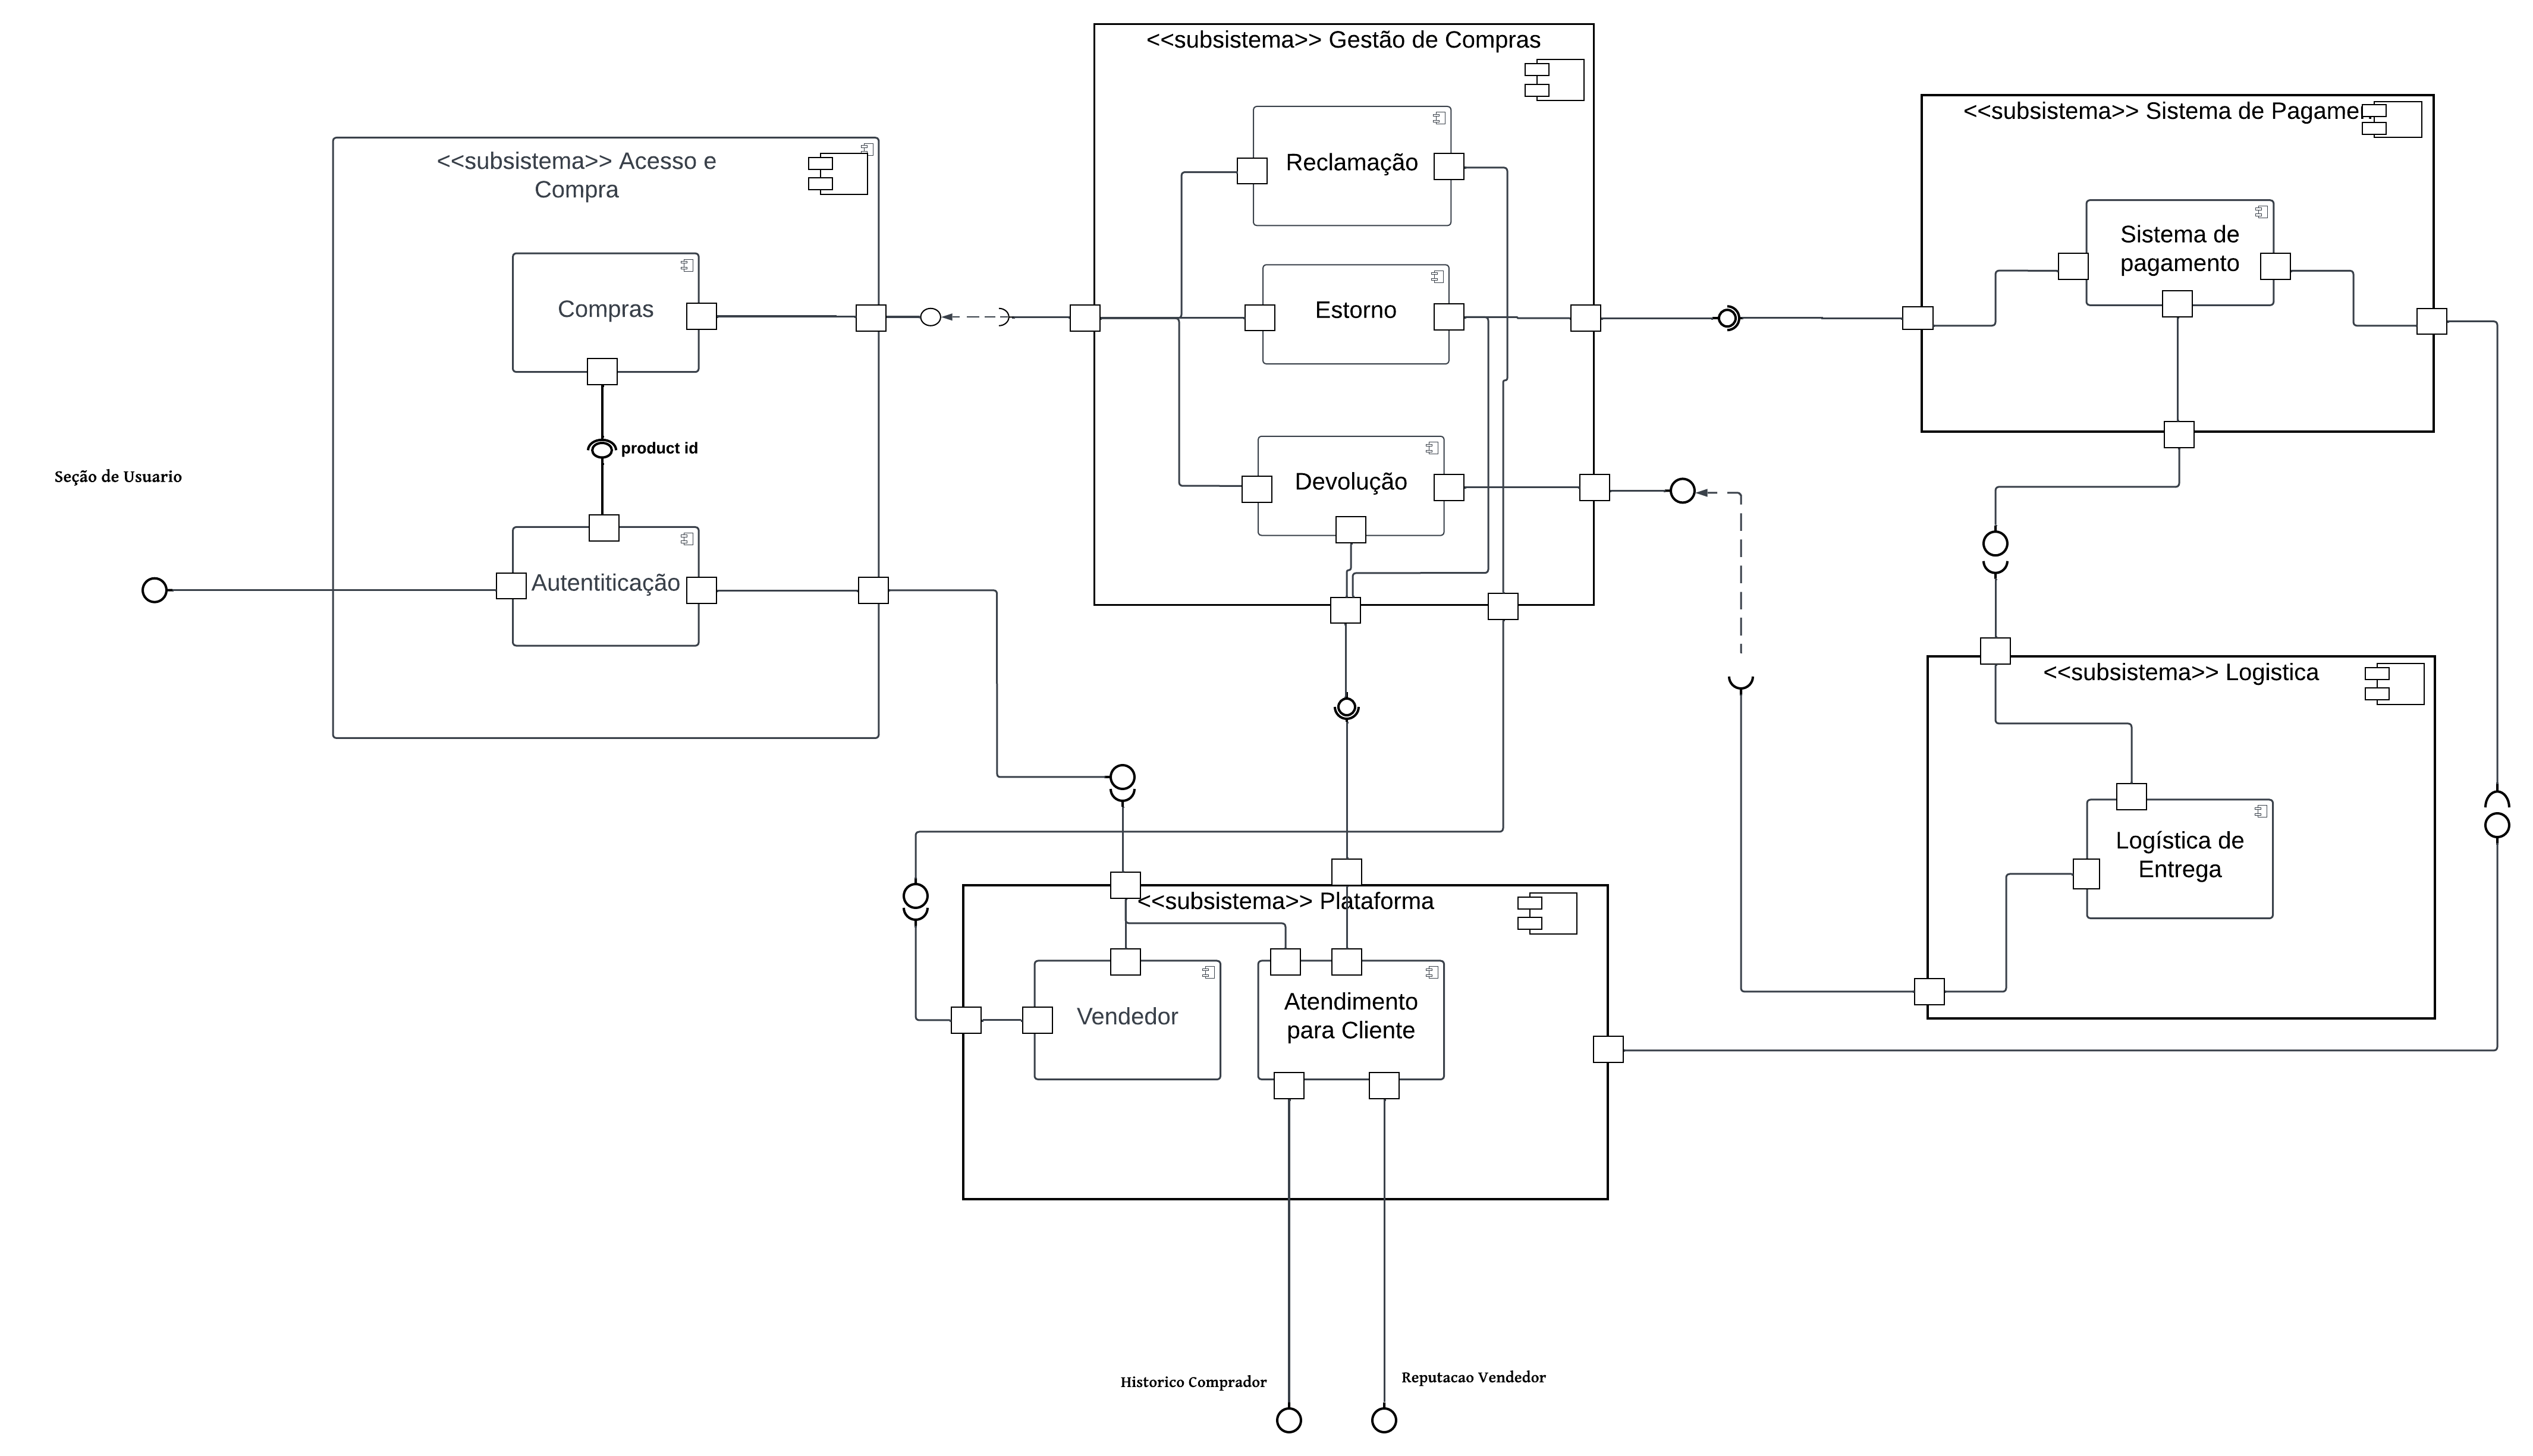 <<subsistema>> Gestão de Compras
<<subsistema>> Sistema de Pagame
<<subsistema>> Acesso e
Compra
Reclamação
Sistema de
pagamento
Compras
Estorno
product id
Seção de Usuario
Devolução
Autentiticação
<<subsistema>> Logistica
Logística de
Entrega
<<subsistema>> Plataforma
Vendedor
Atendimento
para Cliente
Historico Comprador
Reputacao Vendedor